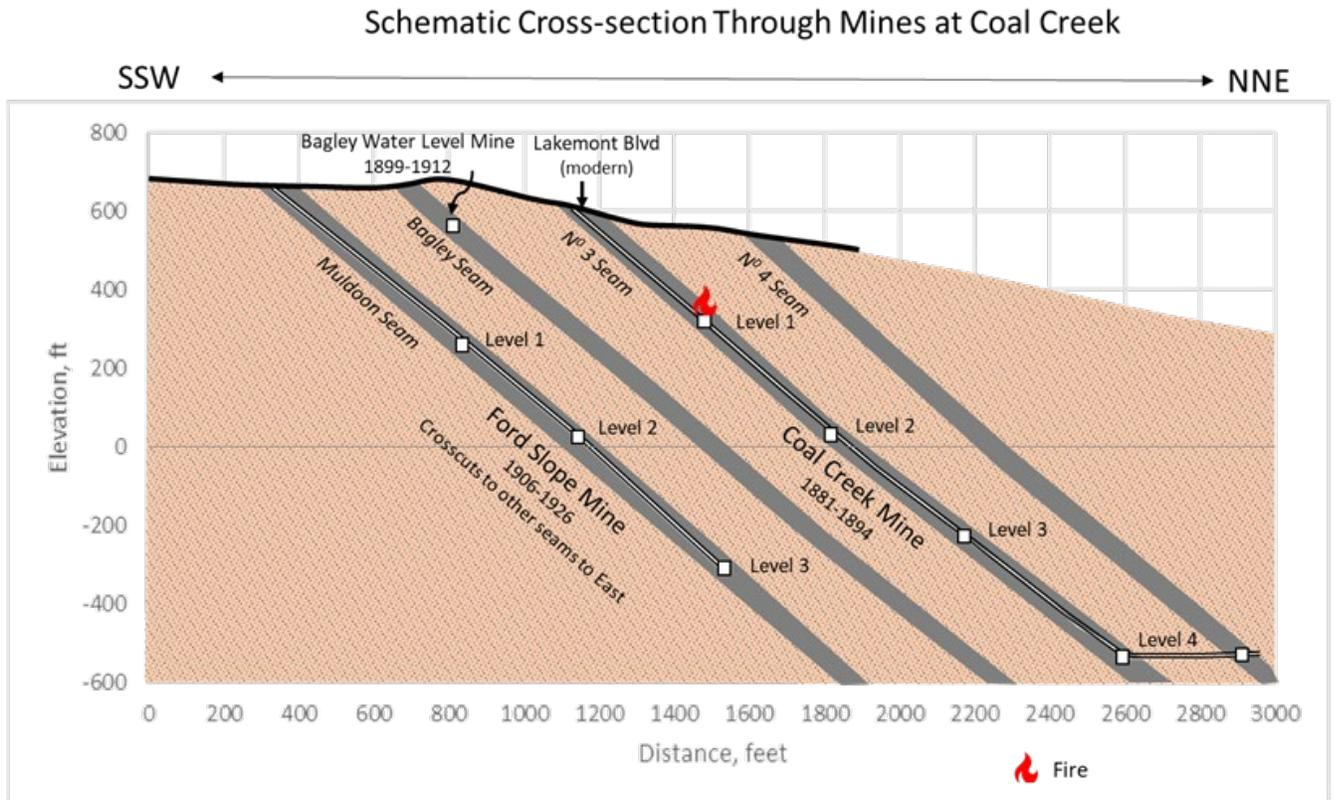 Schematic Cross-section Through Mines at Coal Creek
SSW
NNE
800
600
400
200
0
-200
-400
-600
Elevation, ft
Bagley Water Level Mine
1899-1912
Lakemont Blvd
(modern)
Muldoon Seam
Bagley Seam
Nº 3 Seam
Nº 4 Seam
Level 1
Level 2
Level 3
Ford Slope Mine
1906-1926
Crosscuts to other seams to East
Level 1
Level 2
Level 3
Level 4
Coal Creek Mine
1881-1894
0 200 400 600 800 1000 1200 1400 1600 1800 2000 2200 2400 2600 2800 3000
Distance, feet
Fire